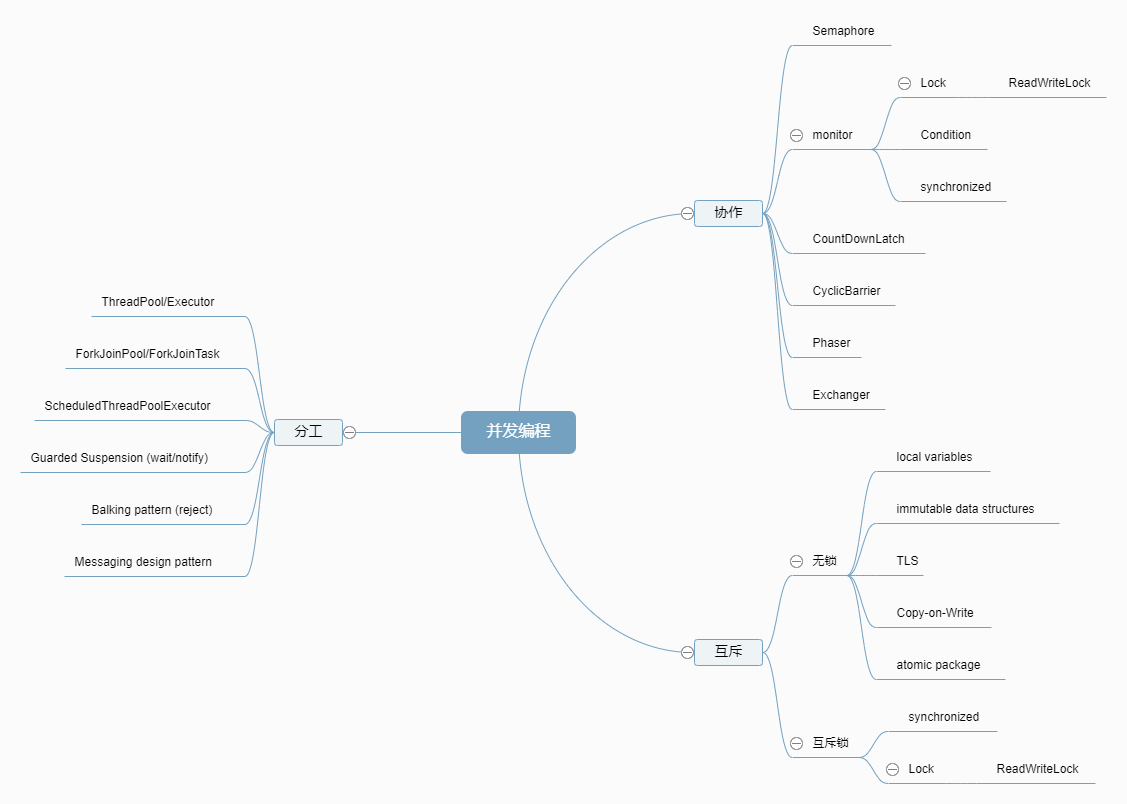 并发编程
协作
Semaphore
monitor
Lock
ReadWriteLock
Condition
synchronized
CountDownLatch
CyclicBarrier
Phaser
Exchanger
互斥
无锁
local variables
immutable data structures
TLS
Copy-on-Write
atomic package
互斥锁
synchronized
Lock
ReadWriteLock
分工
ThreadPool/Executor
ForkJoinPool/ForkJoinTask
ScheduledThreadPoolExecutor
Guarded Suspension (wait/notify)
Balking pattern (reject)
Messaging design pattern